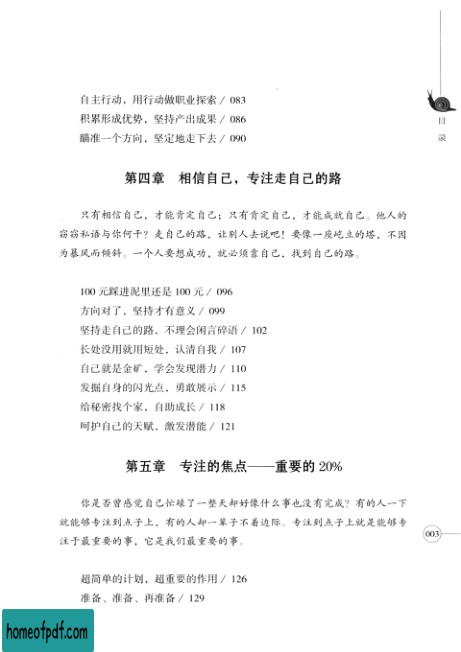 自主行动，用行动做职业探索 / 083
积累形成优势，坚持产出成果 / 086
瞄准一个方向，坚定地走下去 / 090
目
录
第四章 相信自己，专注走自己的路
只有相信自己，才能肯定自己；只有肯定自己，才能成就自己。他人的
窃窃私语与你何干？走自己的路，让别人去说吧！要像一座屹立的塔，不因
为暴风而倾斜。一个人要想成功，就必须靠自己，找到自己的路。
100 元踩进泥里还是 100 元 / 096
方向对了，坚持才有意义 / 099
坚持走自己的路，不理会闲言碎语 / 102
长处没用就用短处，认清自我 / 107
自己就是金矿，学会发现潜力 / 110
发掘自身的闪光点，勇敢展示 / 115
给秘密找个家，自助成长 / 118
呵护自己的天赋，激发潜能 / 121
第五章 专注的焦点——重要的 20%
你是否曾感觉自己忙碌了一整天却好像什么事也没有完成？有的人一下
就能够专注到点子上，有的人却一辈子不着边际。专注到点子上就是能够专
注于最重要的事，它是我们最重要的事。
003
超简单的计划，超重要的作用 / 126
准备、准备、再准备 / 129
homeofpdf.com